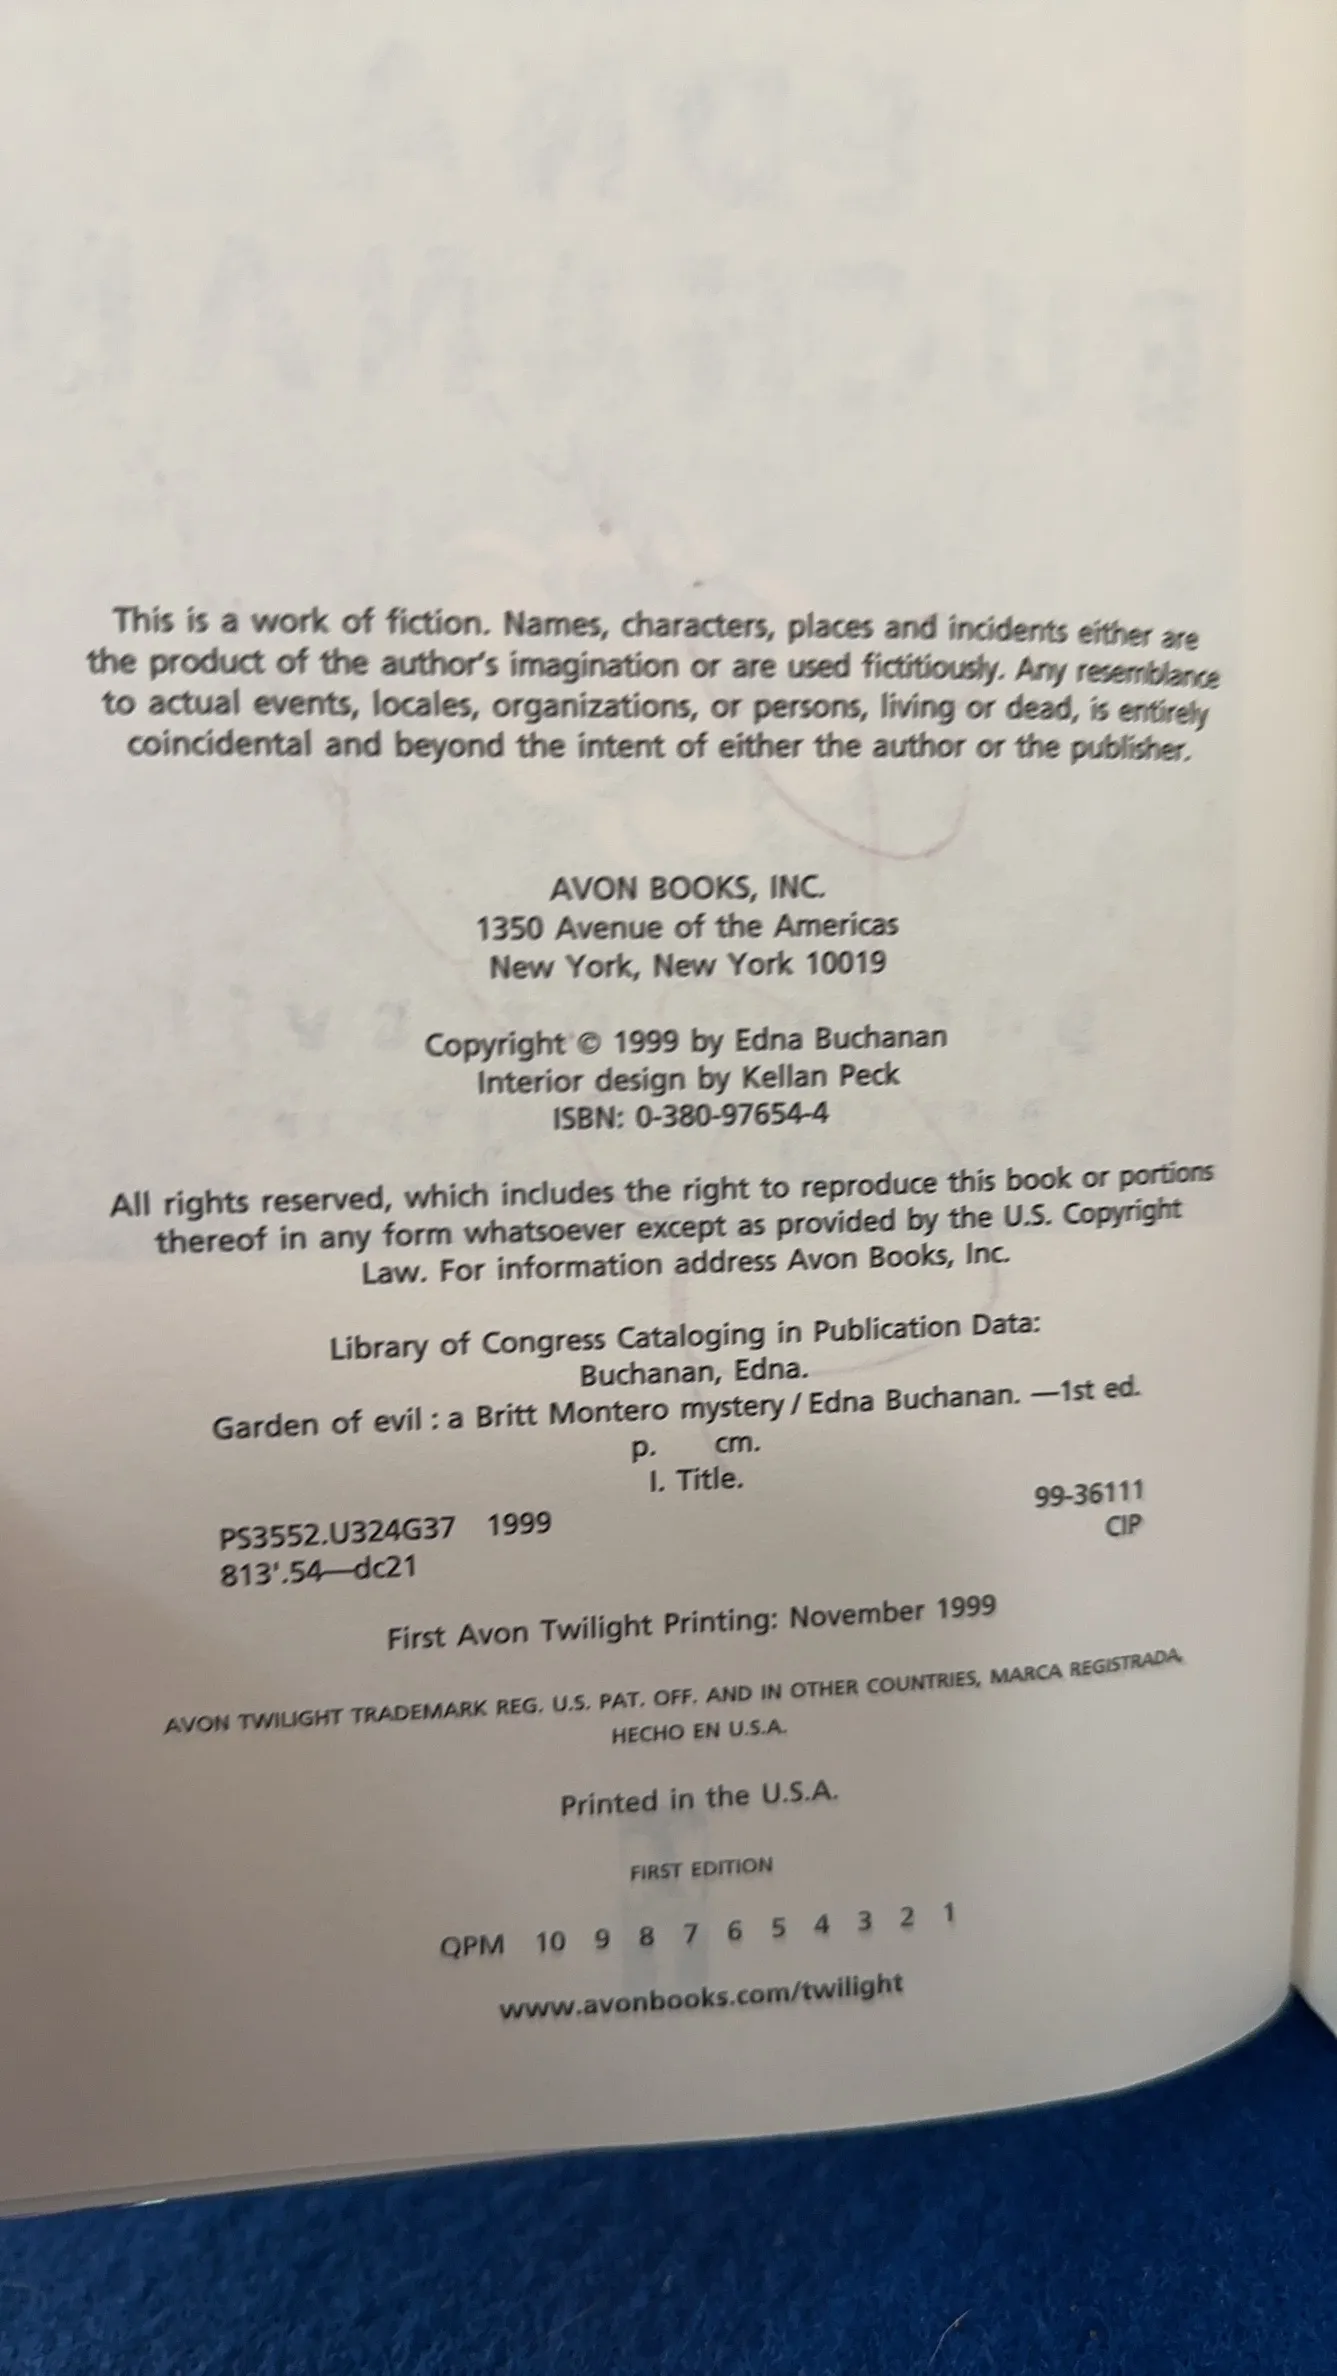 This is a work of fiction. Names, characters, places and incidents either are
the product of the author's imagination or are used fictitiously. Any resemblance
to actual events, locales, organizations, or persons, living or dead, is entirely
coincidental and beyond the intent of either the author or the publisher.
AVON BOOKS, INC.
1350 Avenue of the Americas
New York, New York 10019
Copyright © 1999 by Edna Buchanan
Interior design by Kellan Peck
ISBN: 0-380-97654-4
All rights reserved, which includes the right to reproduce this book or portions
thereof in any form whatsoever except as provided by the U.S. Copyright
Law. For information address Avon Books, Inc.
Library of Congress Cataloging in Publication Data:
Buchanan, Edna.
Garden of evil : a Britt Montero mystery / Edna Buchanan. —1st ed.
p. cm.
I. Title.
PS3552.U324G37 1999 99-36111
813'.54—dc21 CIP
First Avon Twilight Printing: November 1999
AVON TWILIGHT TRADEMARK REG. U.S. PAT. OFF. AND IN OTHER COUNTRIES, MARCA REGISTRADA,
HECHO EN U.S.A.
Printed in the U.S.A.
FIRST EDITION
QPM 10 9 8 7 6 5 4 3 2 1
www.avonbooks.com/twilight